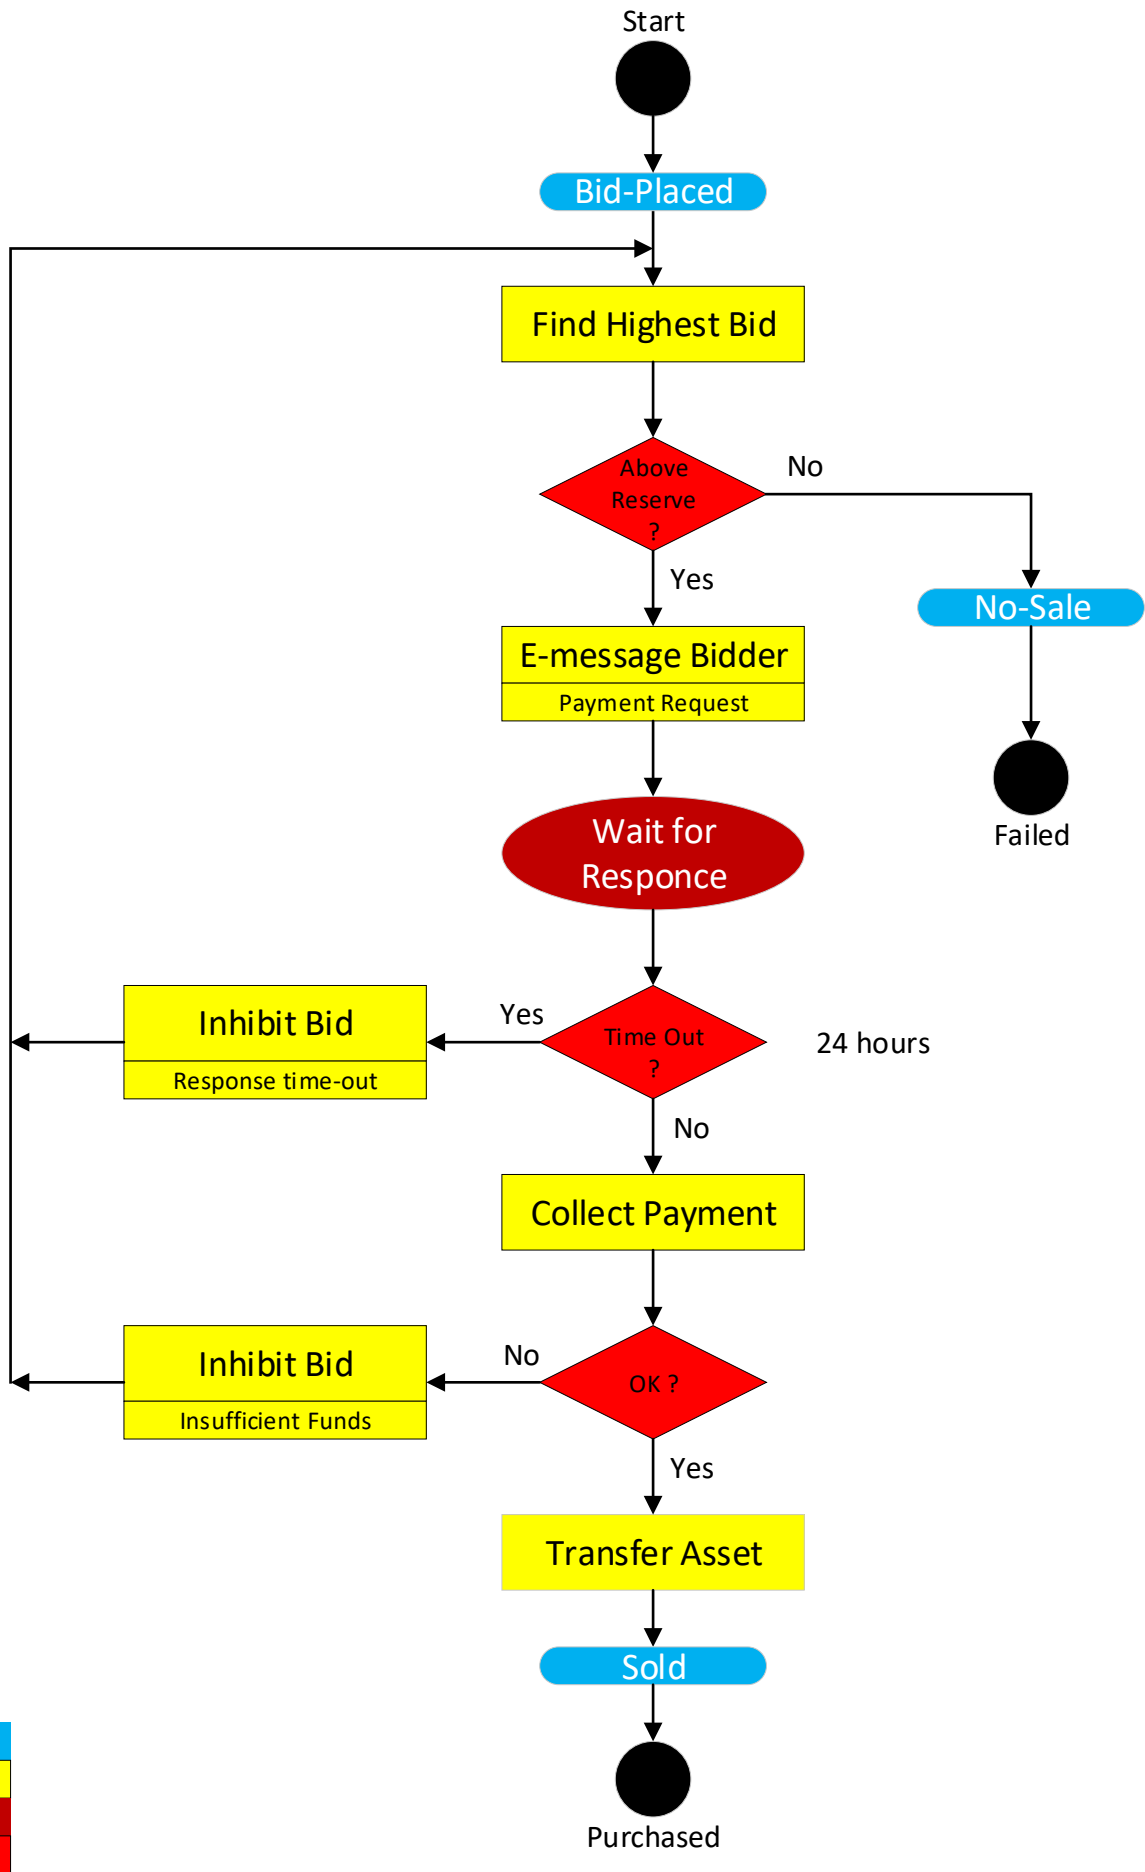 Start
Bid-Placed
Find Highest Bid
Above
Reserve
?
No
Yes
No-Sale
E-message Bidder
Payment Request
Failed
Wait for
Responce
Inhibit Bid
Response time-out
Yes
Time Out
?
24 hours
No
Collect Payment
Inhibit Bid
Insufficient Funds
No
OK ?
Yes
Transfer Asset
Sold
Purchased